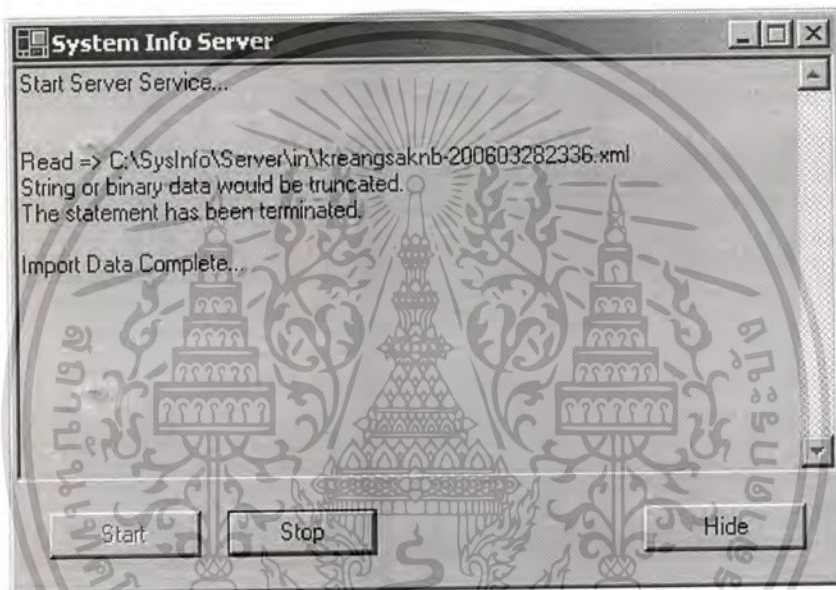 System Info Server
Start Server Service...
Read => C:\SysInfo\Server\in\kreangsaknb-200603282336.xml
String or binary data would be truncated.
The statement has been terminated.
Import Data Complete...
Start
Stop
Hide